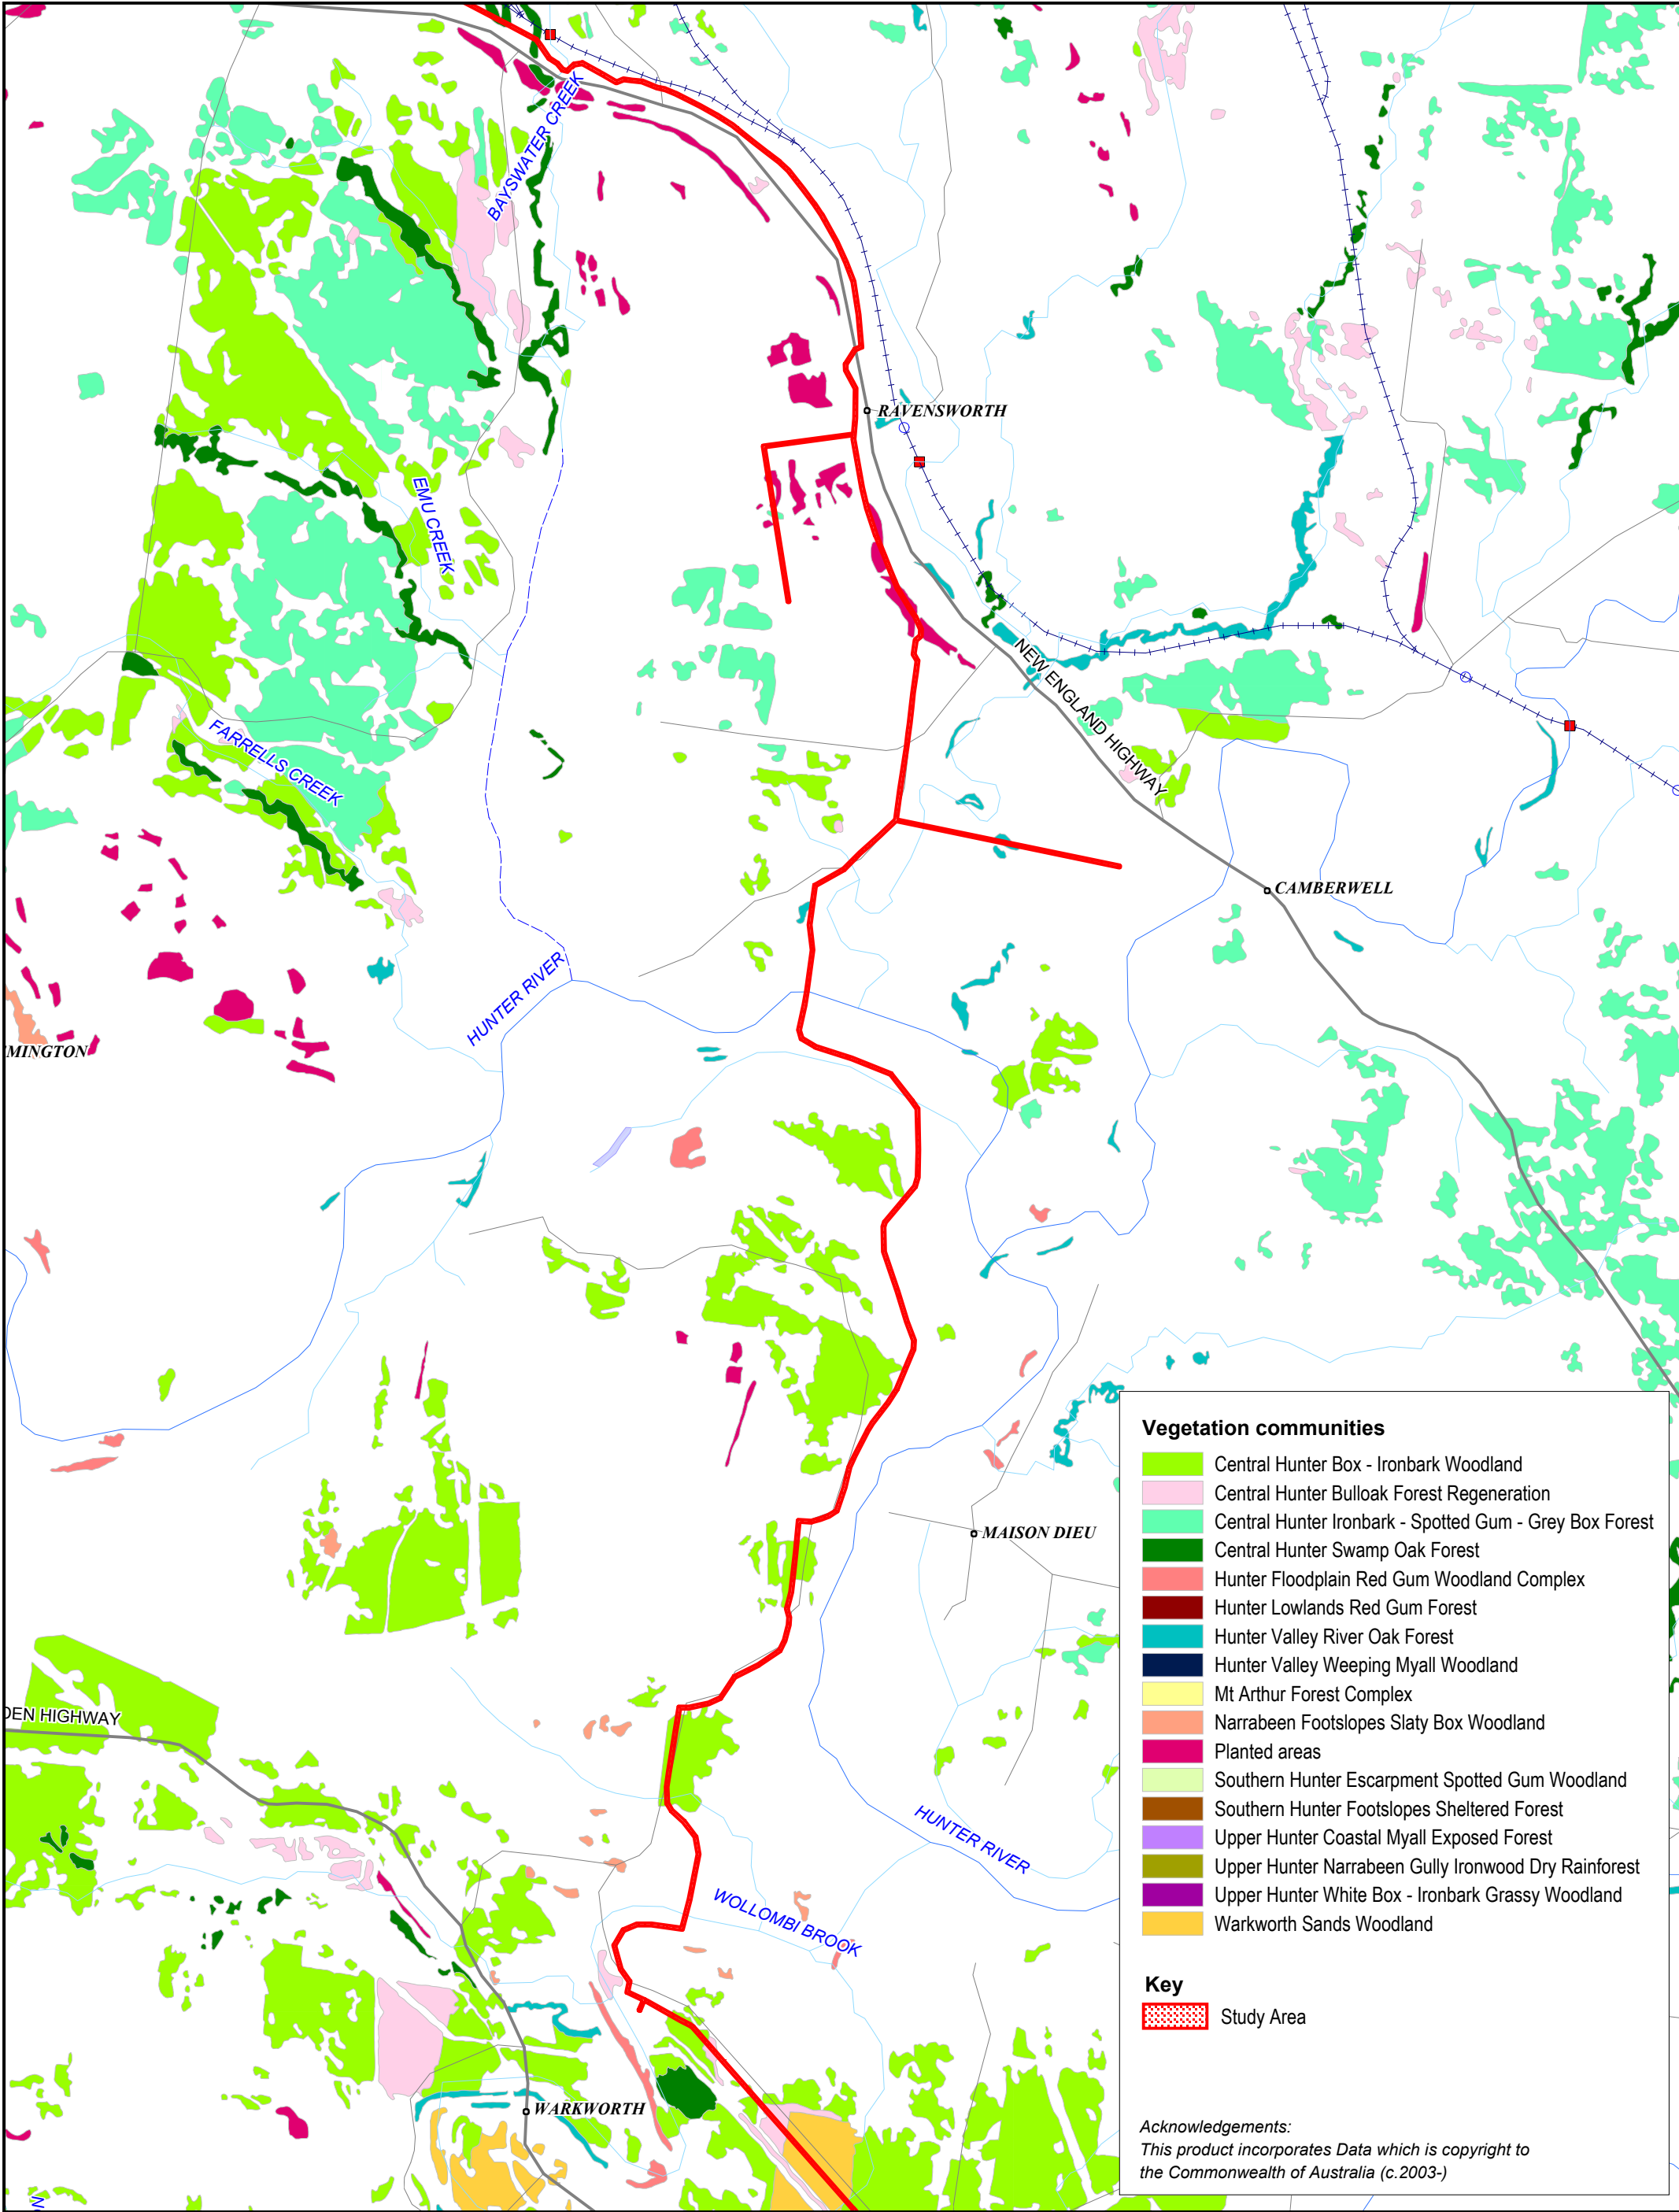 BAYSWATER CREEK
RAVENSWORTH
EMU CREEK
NEW ENGLAND HIGHWAY
FARRELLS CREEK
CAMBERWELL
HUNTER RIVER
MINGTON
MAISON DIEU
DEN HIGHWAY
HUNTER RIVER
WOLLOMBI BROOK
WARKWORTH
Vegetation communities
Central Hunter Box - Ironbark Woodland
Central Hunter Bulloak Forest Regeneration
Central Hunter Ironbark - Spotted Gum - Grey Box Forest
Central Hunter Swamp Oak Forest
Hunter Floodplain Red Gum Woodland Complex
Hunter Lowlands Red Gum Forest
Hunter Valley River Oak Forest
Hunter Valley Weeping Myall Woodland
Mt Arthur Forest Complex
Narrabeen Footslopes Slaty Box Woodland
Planted areas
Southern Hunter Escarpment Spotted Gum Woodland
Southern Hunter Footslopes Sheltered Forest
Upper Hunter Coastal Myall Exposed Forest
Upper Hunter Narrabeen Gully Ironwood Dry Rainforest
Upper Hunter White Box - Ironbark Grassy Woodland
Warkworth Sands Woodland
Key
Study Area
Acknowledgements:
This product incorporates Data which is copyright to
the Commonwealth of Australia (c.2003-)